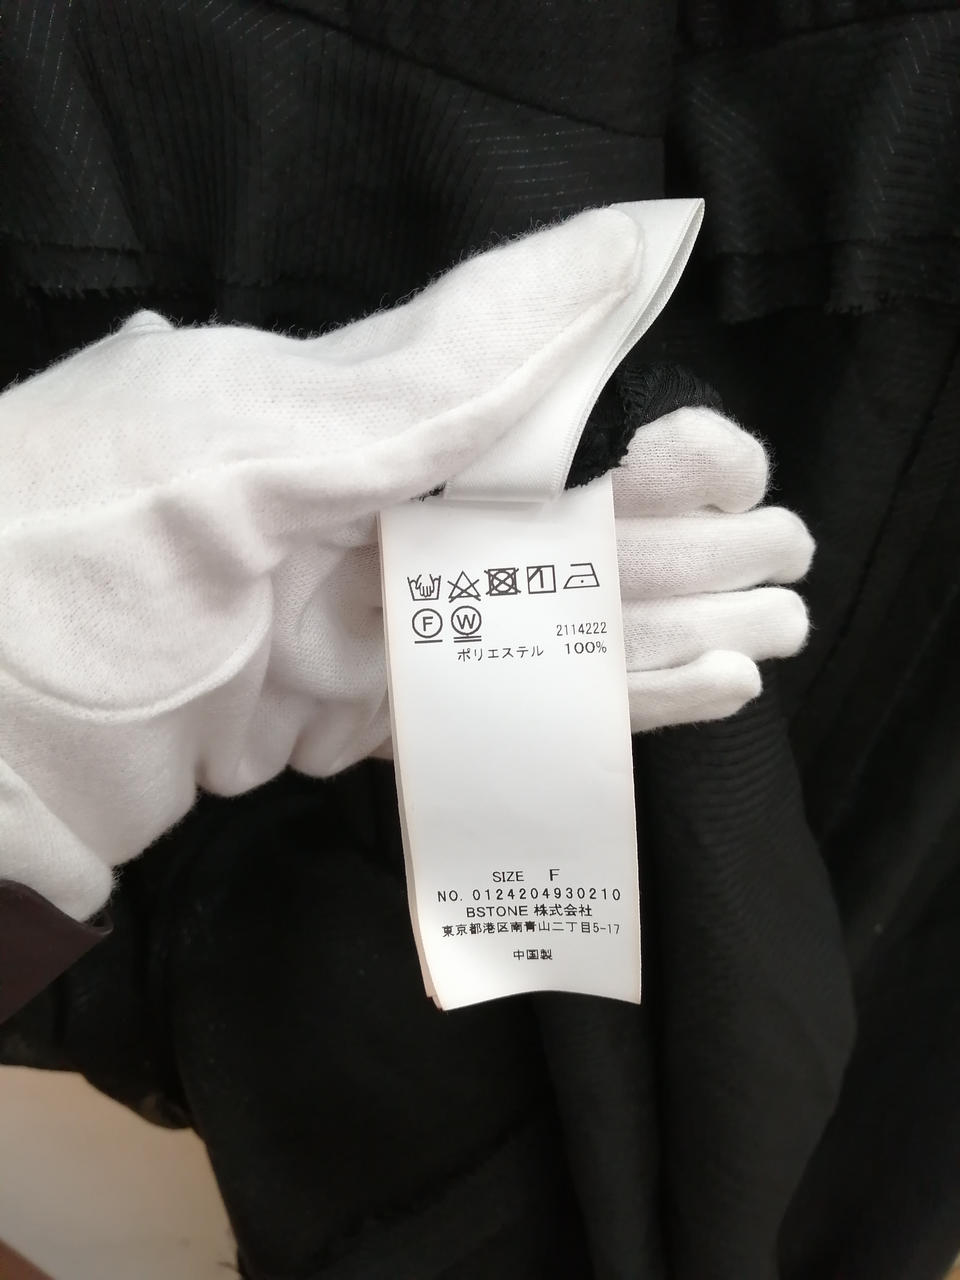 F W
2114222
ポリエステル 100%
SIZE F
NO. 0124204930210
BSTONE 株式会社
東京都港区南青山二丁目5-17
中国製